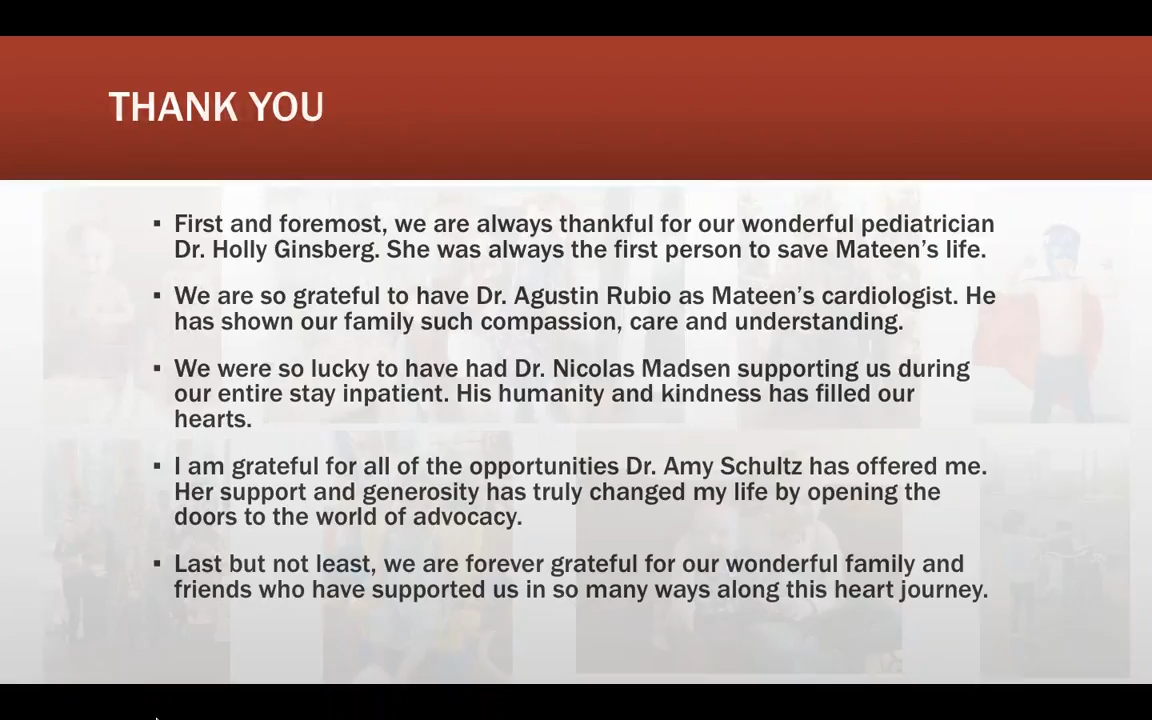 THANK YOU
▪ First and foremost, we are always thankful for our wonderful pediatrician
Dr. Holly Ginsberg. She was always the first person to save Mateen’s life.
▪ We are so grateful to have Dr. Agustin Rubio as Mateen’s cardiologist. He
has shown our family such compassion, care and understanding.
▪ We were so lucky to have had Dr. Nicolas Madsen supporting us during
our entire stay inpatient. His humanity and kindness has filled our
hearts.
▪ I am grateful for all of the opportunities Dr. Amy Schultz has offered me.
Her support and generosity has truly changed my life by opening the
doors to the world of advocacy.
▪ Last but not least, we are forever grateful for our wonderful family and
friends who have supported us in so many ways along this heart journey.